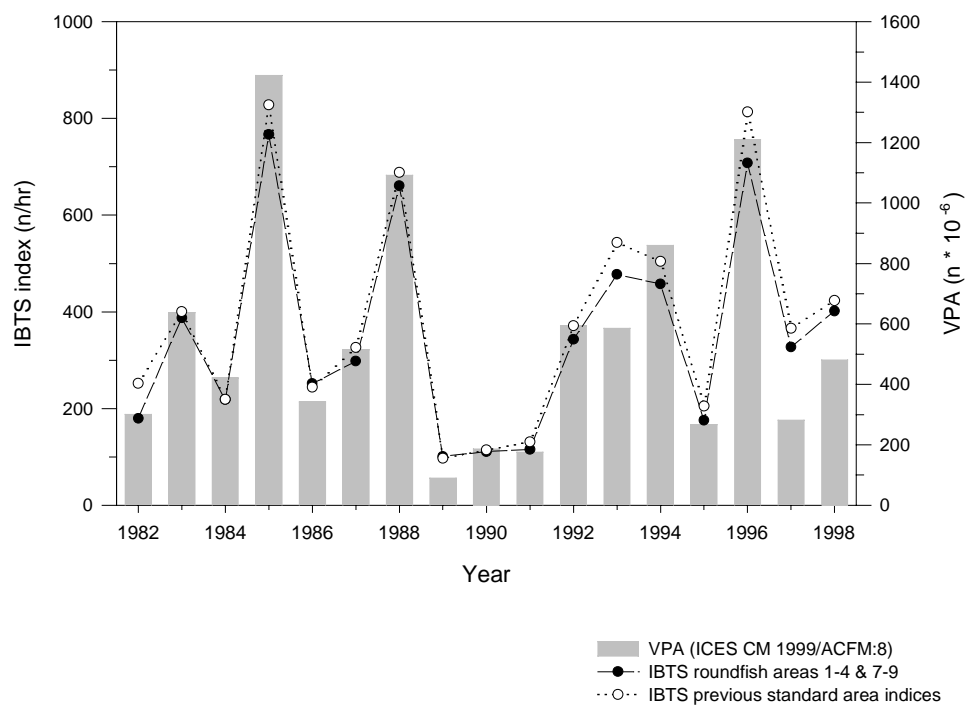 1000
800
600
400
200
0
IBTS index (n/hr)
1600
1400
1200
1000
800
600
400
200
0
VPA (n * 10 -6 )
1982 1984 1986 1988 1990 1992 1994 1996 1998
Year
VPA (ICES CM 1999/ACFM:8)
IBTS roundfish areas 1-4 & 7-9
IBTS previous standard area indices